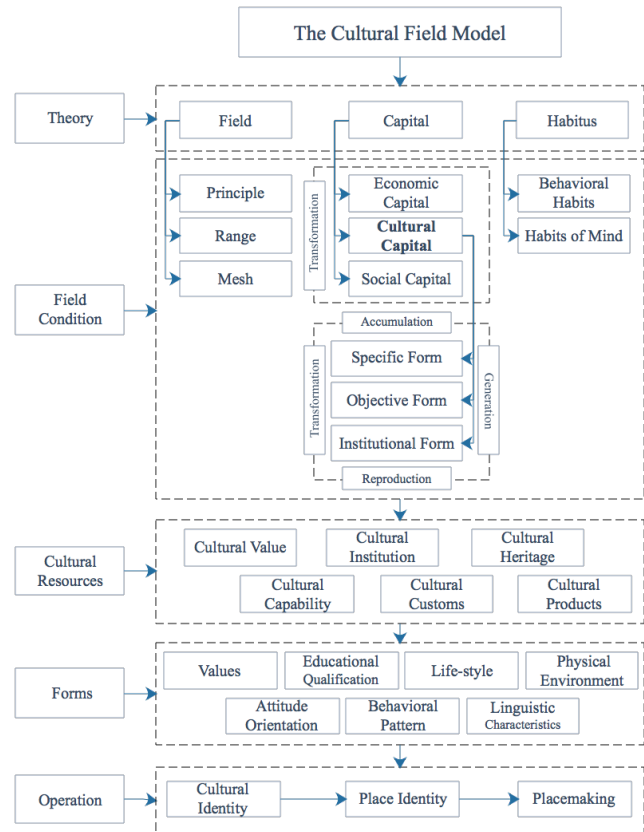 The Cultural Field Model
Theory
Field
Capital
Habitus
Field
Condition
Principle
Range
Mesh
Transformation
Economic
Capital
Cultural
Capital
Social Capital
Behavioral
Habits
Habits of Mind
Accumulation
Transformation
Specific Form
Objective Form
Institutional Form
Generation
Reproduction
Cultural
Resources
Cultural Value
Cultural
Institution
Cultural
Heritage
Cultural
Capability
Cultural
Customs
Cultural
Products
Forms
Values
Educational
Qualification
Life-style
Physical
Environment
Attitude
Orientation
Behavioral
Pattern
Linguistic
Characteristics
Operation
Cultural
Identity
Place Identity
Placemaking